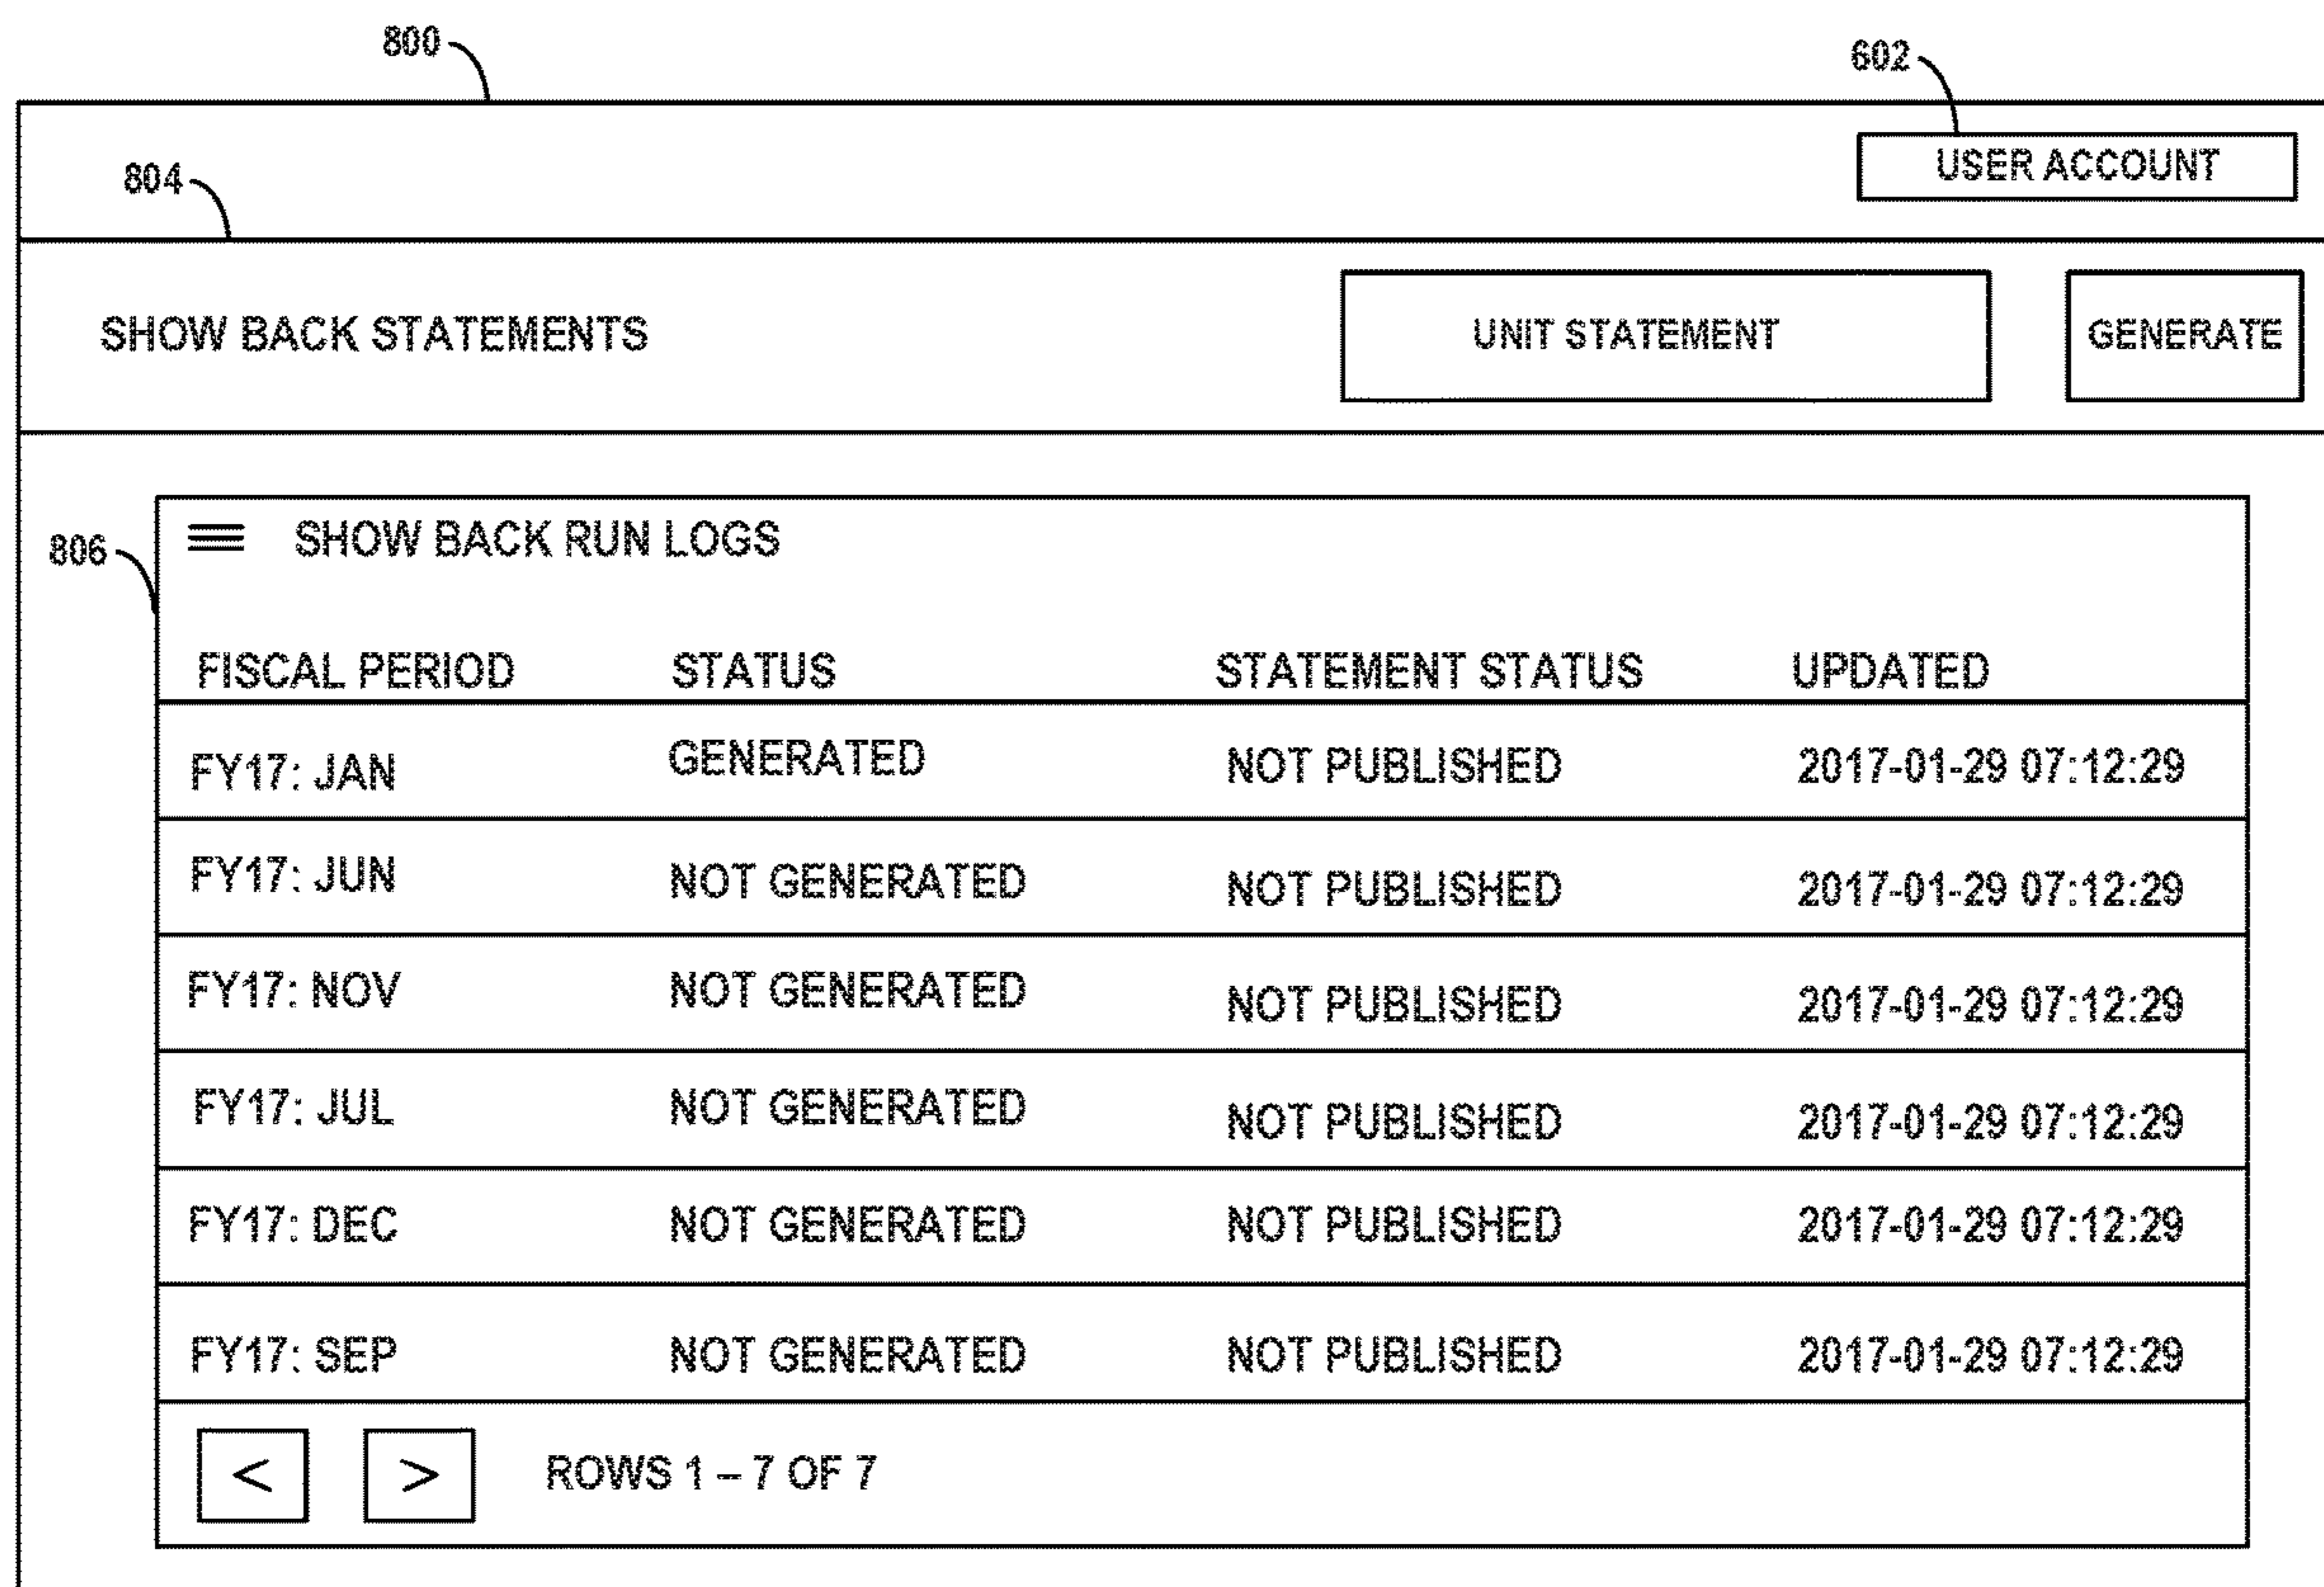 800
602
USER ACCOUNT
804
SHOW BACK STATEMENTS UNIT STATEMENT GENERATE
806
SHOW BACK RUN LOGS
FISCAL PERIOD STATUS STATEMENT STATUS UPDATED
FY17: JAN GENERATED NOT PUBLISHED 2017-01-29 07:12:29
FY17: JUN NOT GENERATED NOT PUBLISHED 2017-01-29 07:12:29
FY17: NOV NOT GENERATED NOT PUBLISHED 2017-01-29 07:12:29
FY17: JUL NOT GENERATED NOT PUBLISHED 2017-01-29 07:12:29
FY17: DEC NOT GENERATED NOT PUBLISHED 2017-01-29 07:12:29
FY17: SEP NOT GENERATED NOT PUBLISHED 2017-01-29 07:12:29
< > ROWS 1 – 7 OF 7